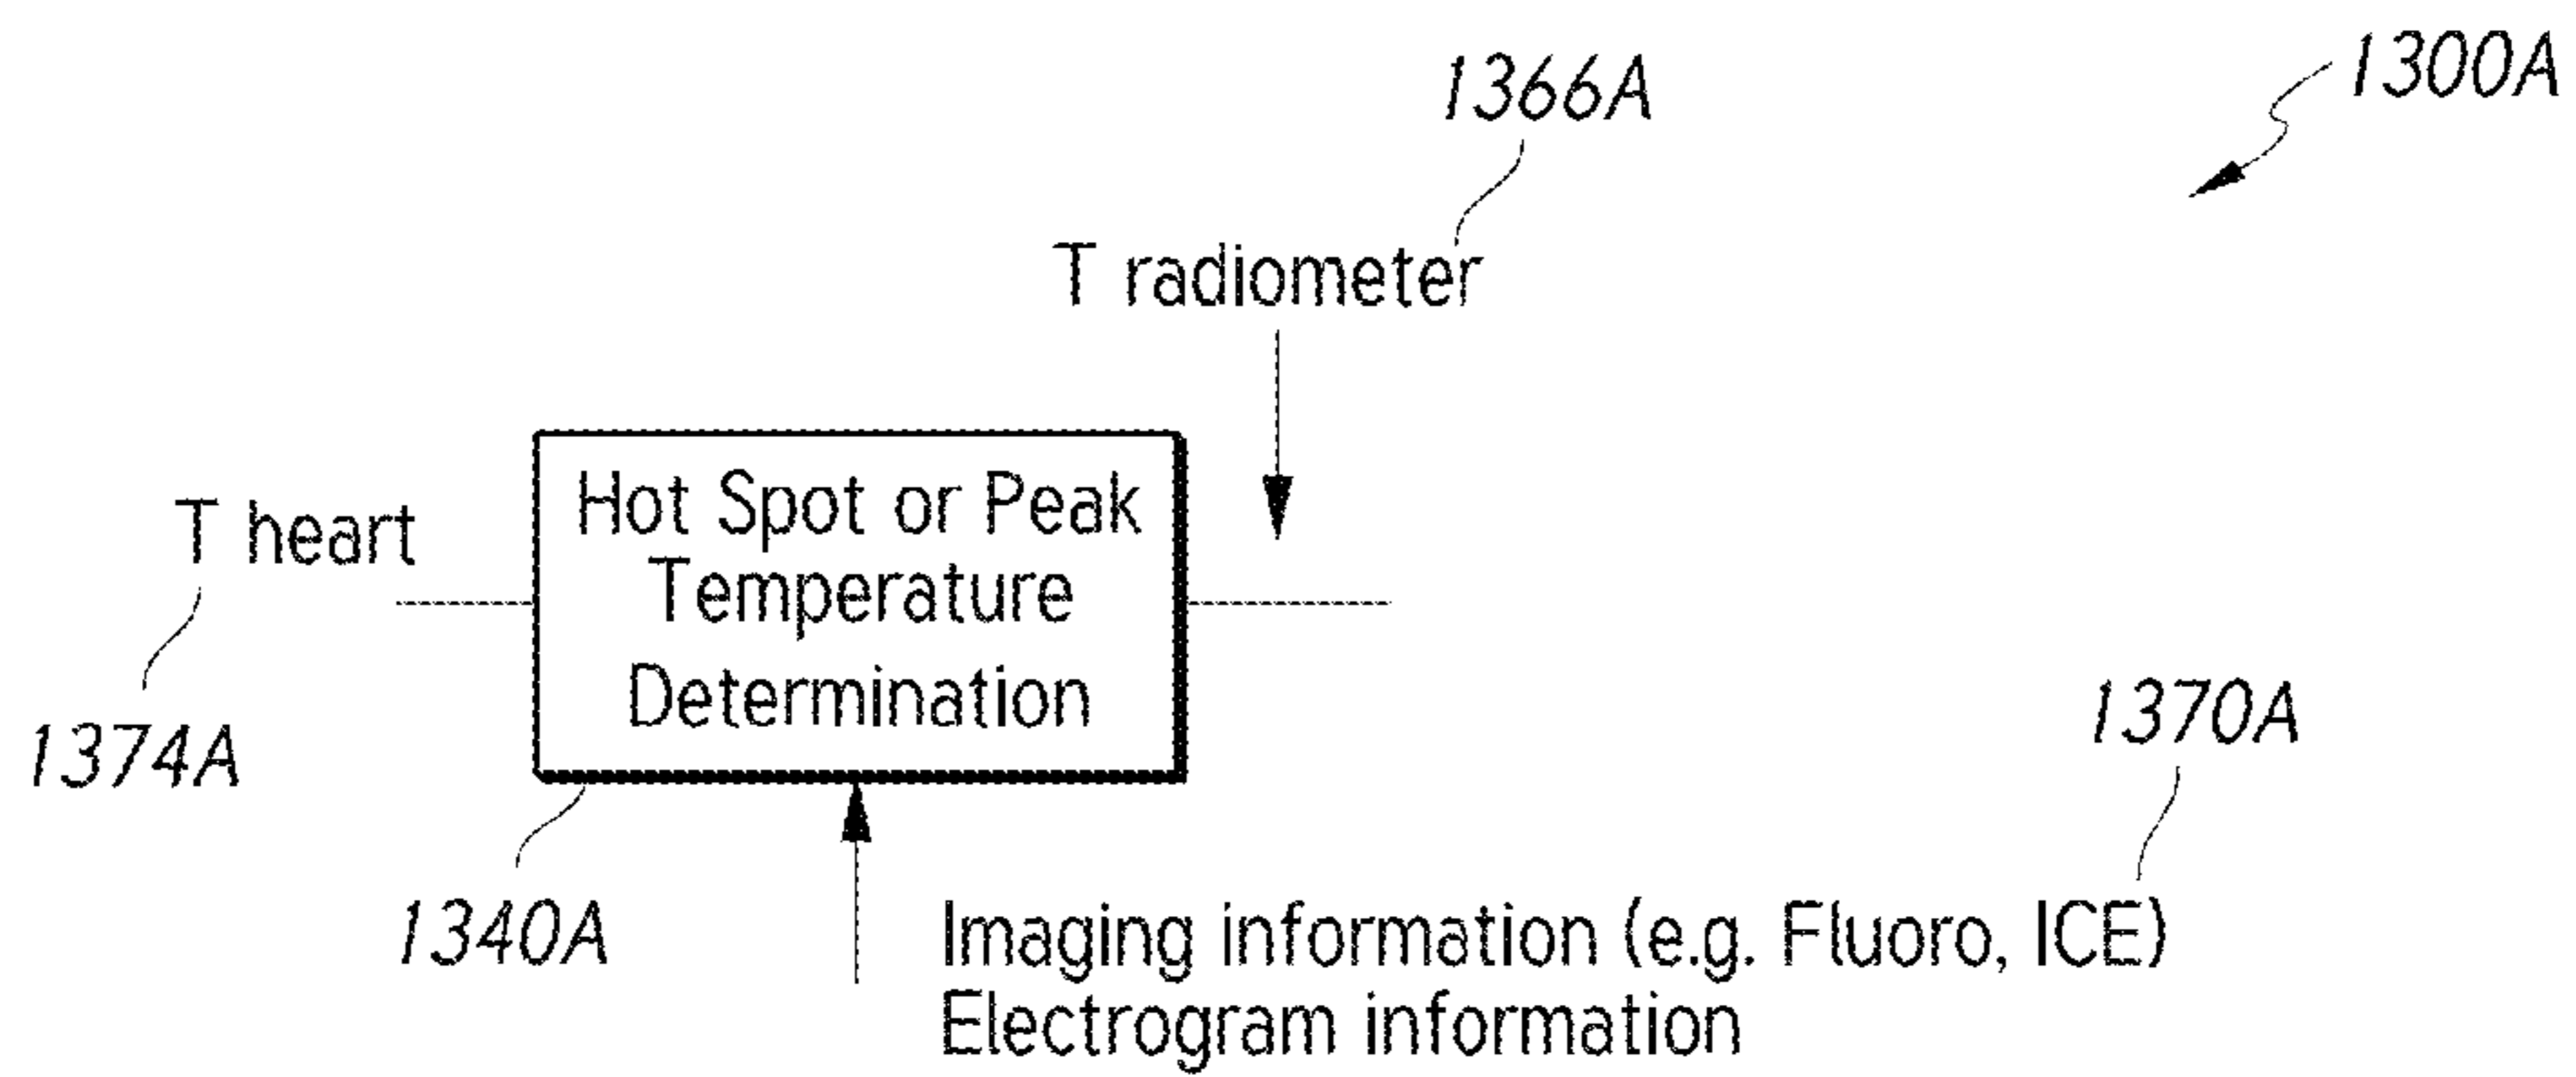 1300A
1366A
T radiometer
T heart
Hot Spot or Peak
Temperature
Determination
1374A
1370A
1340A
Imaging information (e.g. Fluoro, ICE)
Electrogram information